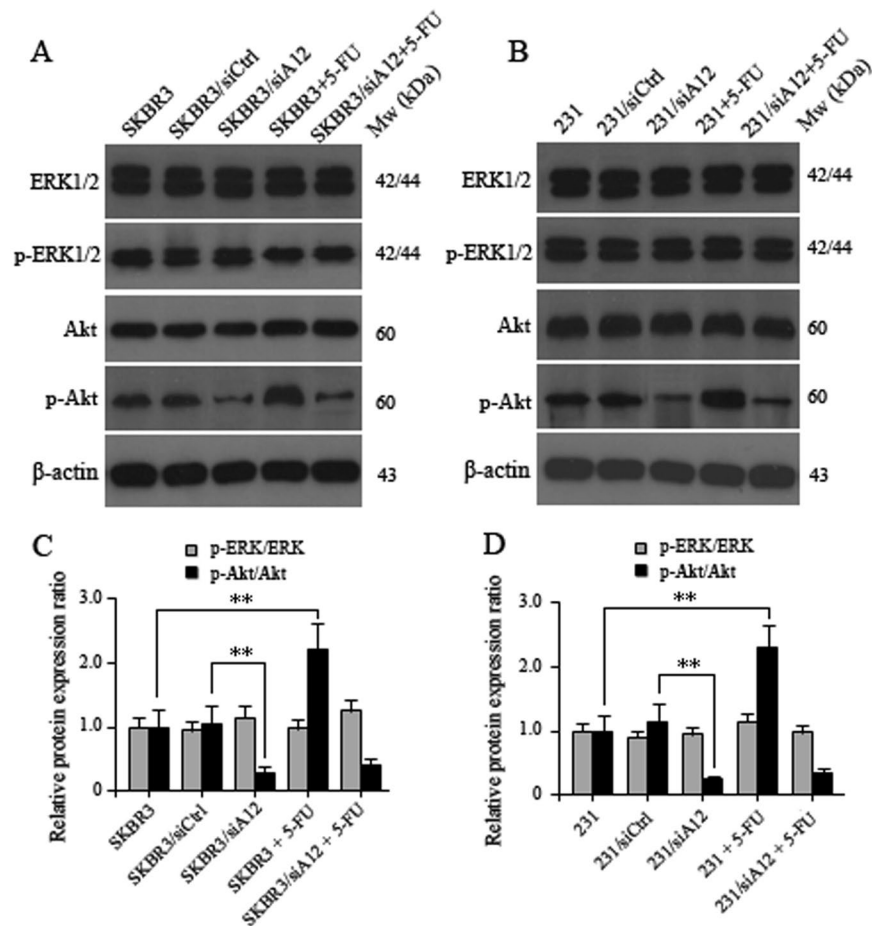 A
SKBR3
SKBR3/siCtrl
SKBR3/siA12
SKBR3+5-FU
SKBR3/siA12+5-FU
Mw (kDa)
ERK1/2
42/44
p-ERK1/2
42/44
Akt
60
p-Akt
60
β-actin
43
B
231
231/siCtrl
231/siA12
231+5-FU
231/siA12+5-FU
Mw (kDa)
ERK1/2
42/44
p-ERK1/2
42/44
Akt
60
p-Akt
60
β-actin
43
C
p-ERK/ERK
p-Akt/Akt
Relative protein expression ratio
3.0
2.0
1.0
0
**
**
SKBR3
SKBR3/siCtrl
SKBR3/siA12
SKBR3 + 5-FU
SKBR3/siA12 + 5-FU
D
p-ERK/ERK
p-Akt/Akt
Relative protein expression ratio
3.0
2.0
1.0
0
**
**
231
231/siCtrl
231/siA12
231 + 5-FU
231/siA12 + 5-FU